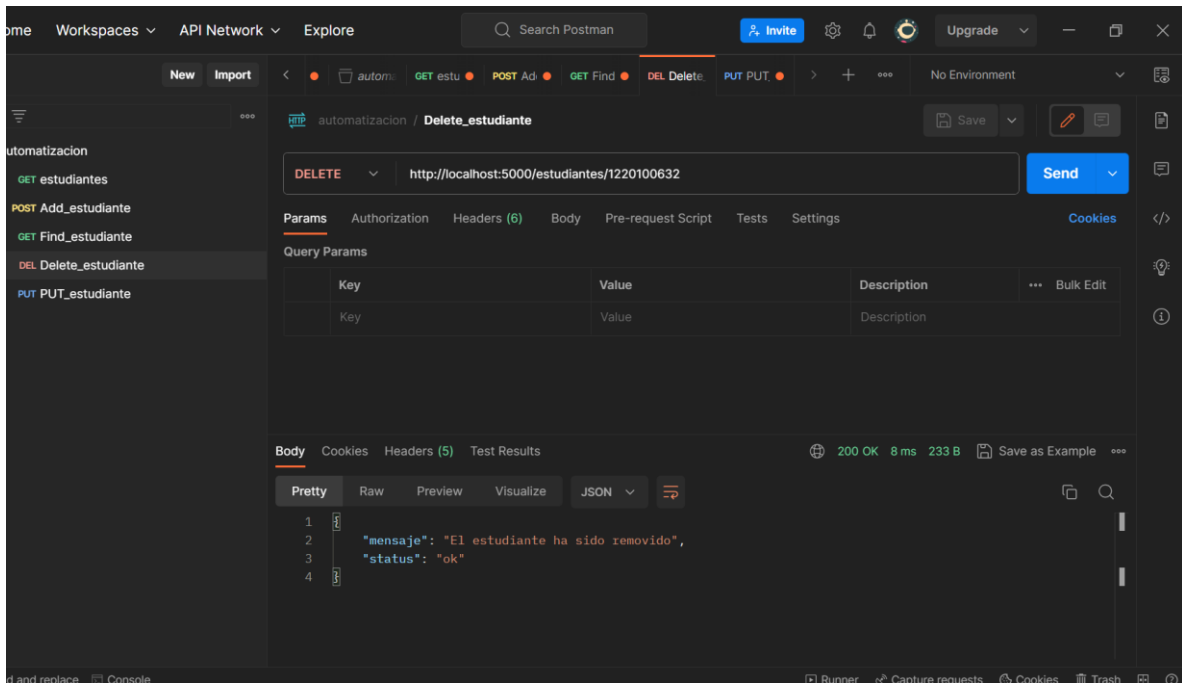 ome Workspaces API Network Explore Search Postman Invite Upgrade
New Import automa GET estu POST Ad GET Find DEL Delete_ PUT PUT_ No Environment
HTTP automatizacion / Delete_estudiante Save
utomatizacion
GET estudiantes
POST Add_estudiante
GET Find_estudiante
DEL Delete_estudiante
PUT PUT_estudiante
DELETE http://localhost:5000/estudiantes/1220100632 Send
Params Authorization Headers (6) Body Pre-request Script Tests Settings Cookies
Query Params
Key Value Description Bulk Edit
Key Value Description
Body Cookies Headers (5) Test Results 200 OK 8 ms 233 B Save as Example
Pretty Raw Preview Visualize JSON
1 {
2 "mensaje": "El estudiante ha sido removido",
3 "status": "ok"
4 }
d and replace Console Runner Capture requests Cookies Trash